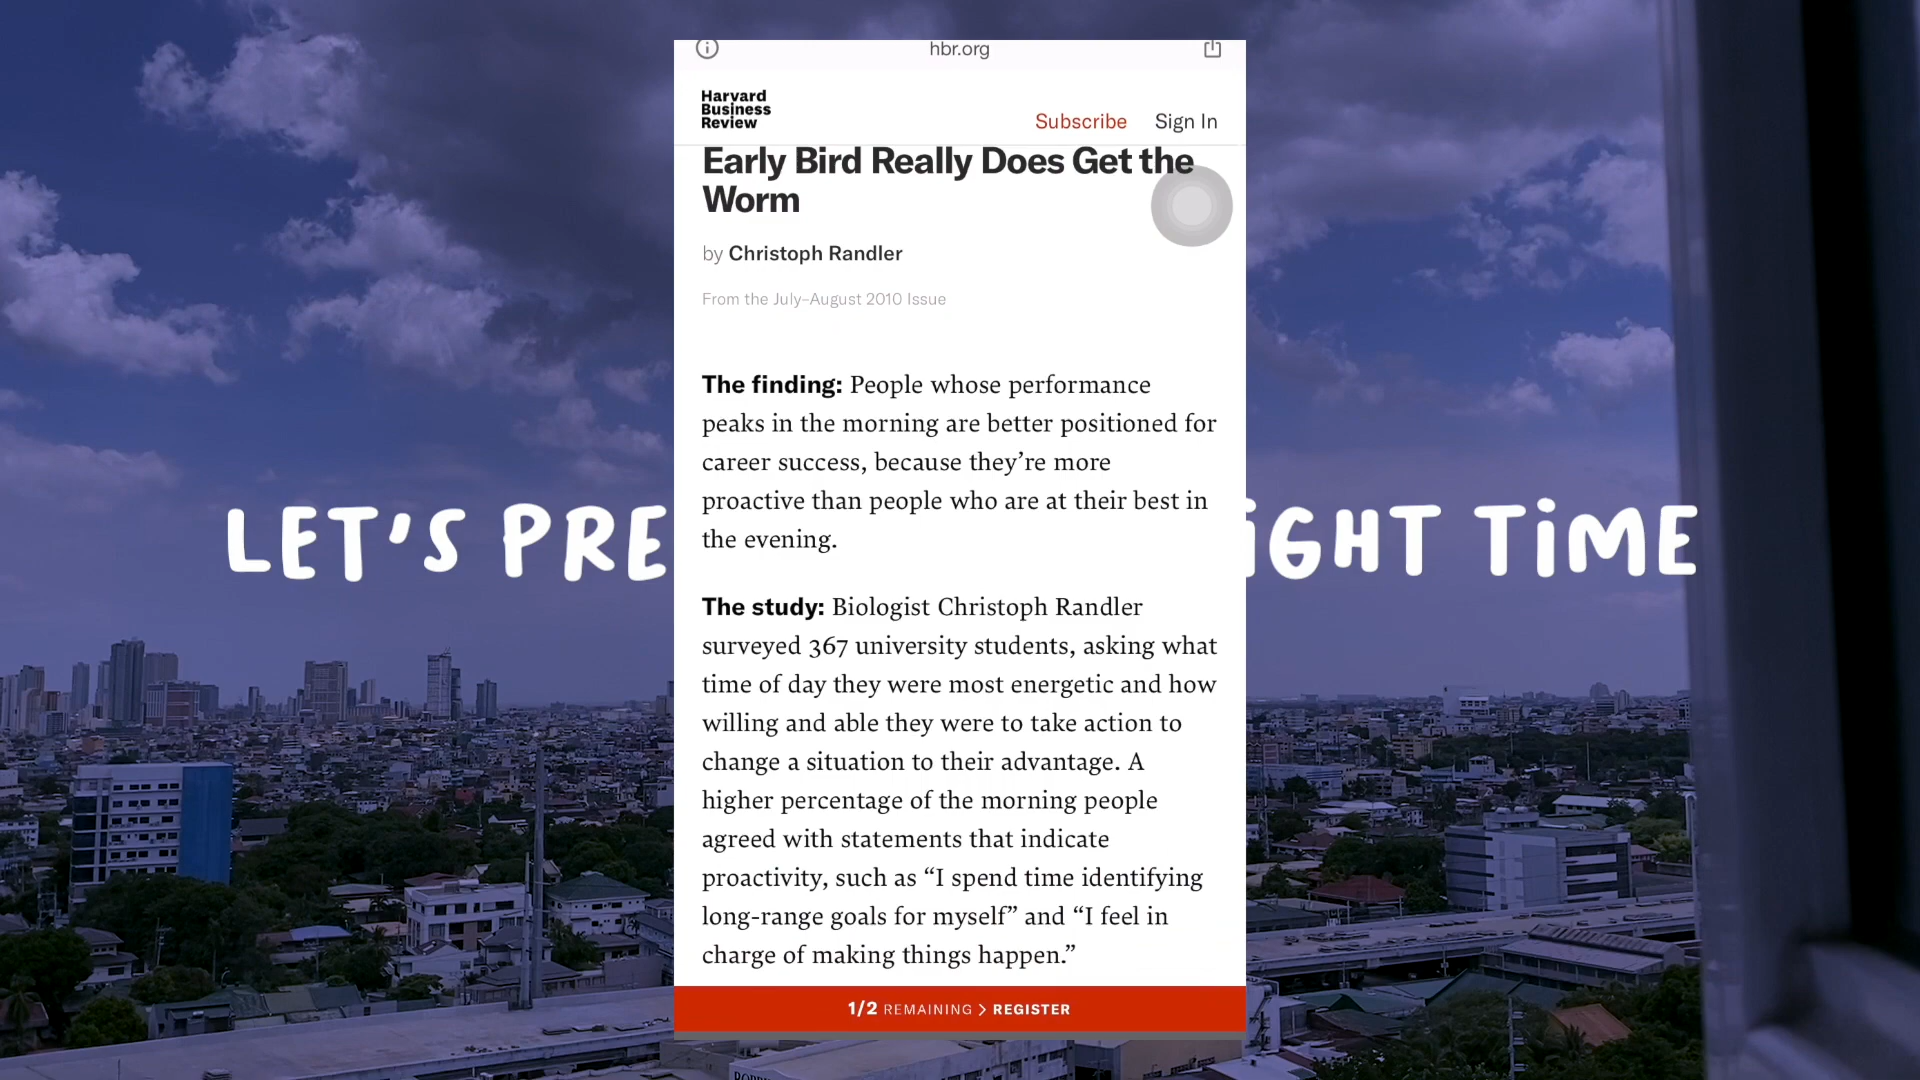 hbr.org
Harvard
Business
Review
Subscribe Sign In
Early Bird Really Does Get the
Worm
by Christoph Randler
From the July–August 2010 Issue
The finding: People whose performance
peaks in the morning are better positioned for
career success, because they’re more
proactive than people who are at their best in
the evening.
LET'S PRE
iGHT TiME
The study: Biologist Christoph Randler
surveyed 367 university students, asking what
time of day they were most energetic and how
willing and able they were to take action to
change a situation to their advantage. A
higher percentage of the morning people
agreed with statements that indicate
proactivity, such as “I spend time identifying
long-range goals for myself” and “I feel in
charge of making things happen.”
1/2 REMAINING > REGISTER